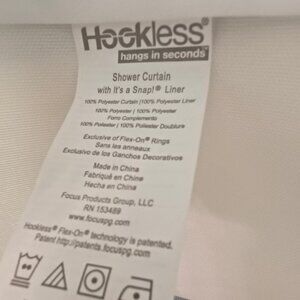 Hookless®
hangs in seconds™
Shower Curtain
with It's a Snap!® Liner
100% Polyester Curtain | 100% Polyester Liner
100% Polyester | 100% Polyester
Forro Complemento
100% Poliester | 100% Poliester Doublure
Exclusive of Flex-On® Rings
Sans les anneaux
Exclusivo de los Ganchos Decorativos
Made in China
Fabriqué en Chine
Hecha en China
Focus Products Group, LLC
RN 153489
www.focuspg.com
Hookless® Flex-On® technology is patented.
Patent http://patents.focuspg.com